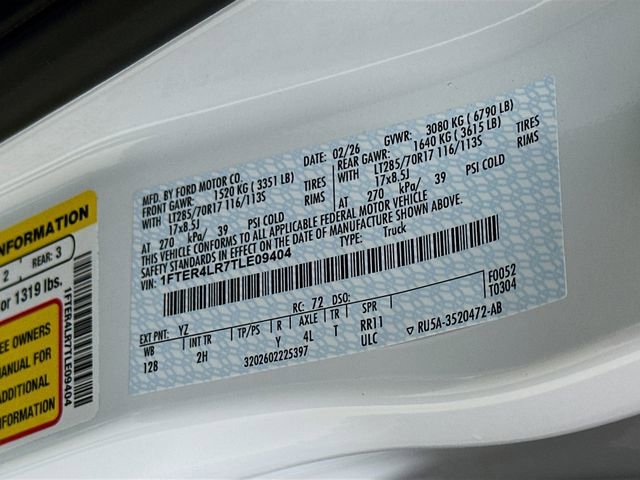 INFORMATION
2 REAR: 3
or 1319 lbs.
EE OWNERS
MANUAL FOR
ADDITIONAL
1FTER4LR7TLE09404
MFD. BY FORD MOTOR CO.
DATE: 02/26 GVWR: 3080 KG ( 6790 LB)
FRONT GAWR: 1520 KG ( 3351 LB)
REAR GAWR: 1640 KG ( 3615 LB)
WITH LT285/70R17 116/113S TIRES
WITH LT285/70R17 116/113S TIRES
17x8.5J RIMS
17x8.5J RIMS
AT 270 kPa/ 39 PSI COLD
AT 270 kPa/ 39 PSI COLD
THIS VEHICLE CONFORMS TO ALL APPLICABLE FEDERAL MOTOR VEHICLE
SAFETY STANDARDS IN EFFECT ON THE DATE OF MANUFACTURE SHOWN ABOVE.
VIN: 1FTER4LR7TLE09404
TYPE: Truck
F0052
T0304
EXT PNT: YZ RC: 72 DSO:
WB INT TR TP/PS R AXLE TR SPR
12B 2H Y 4L T RR11
ULC
3202602225397
▽ RU5A-3520472-AB